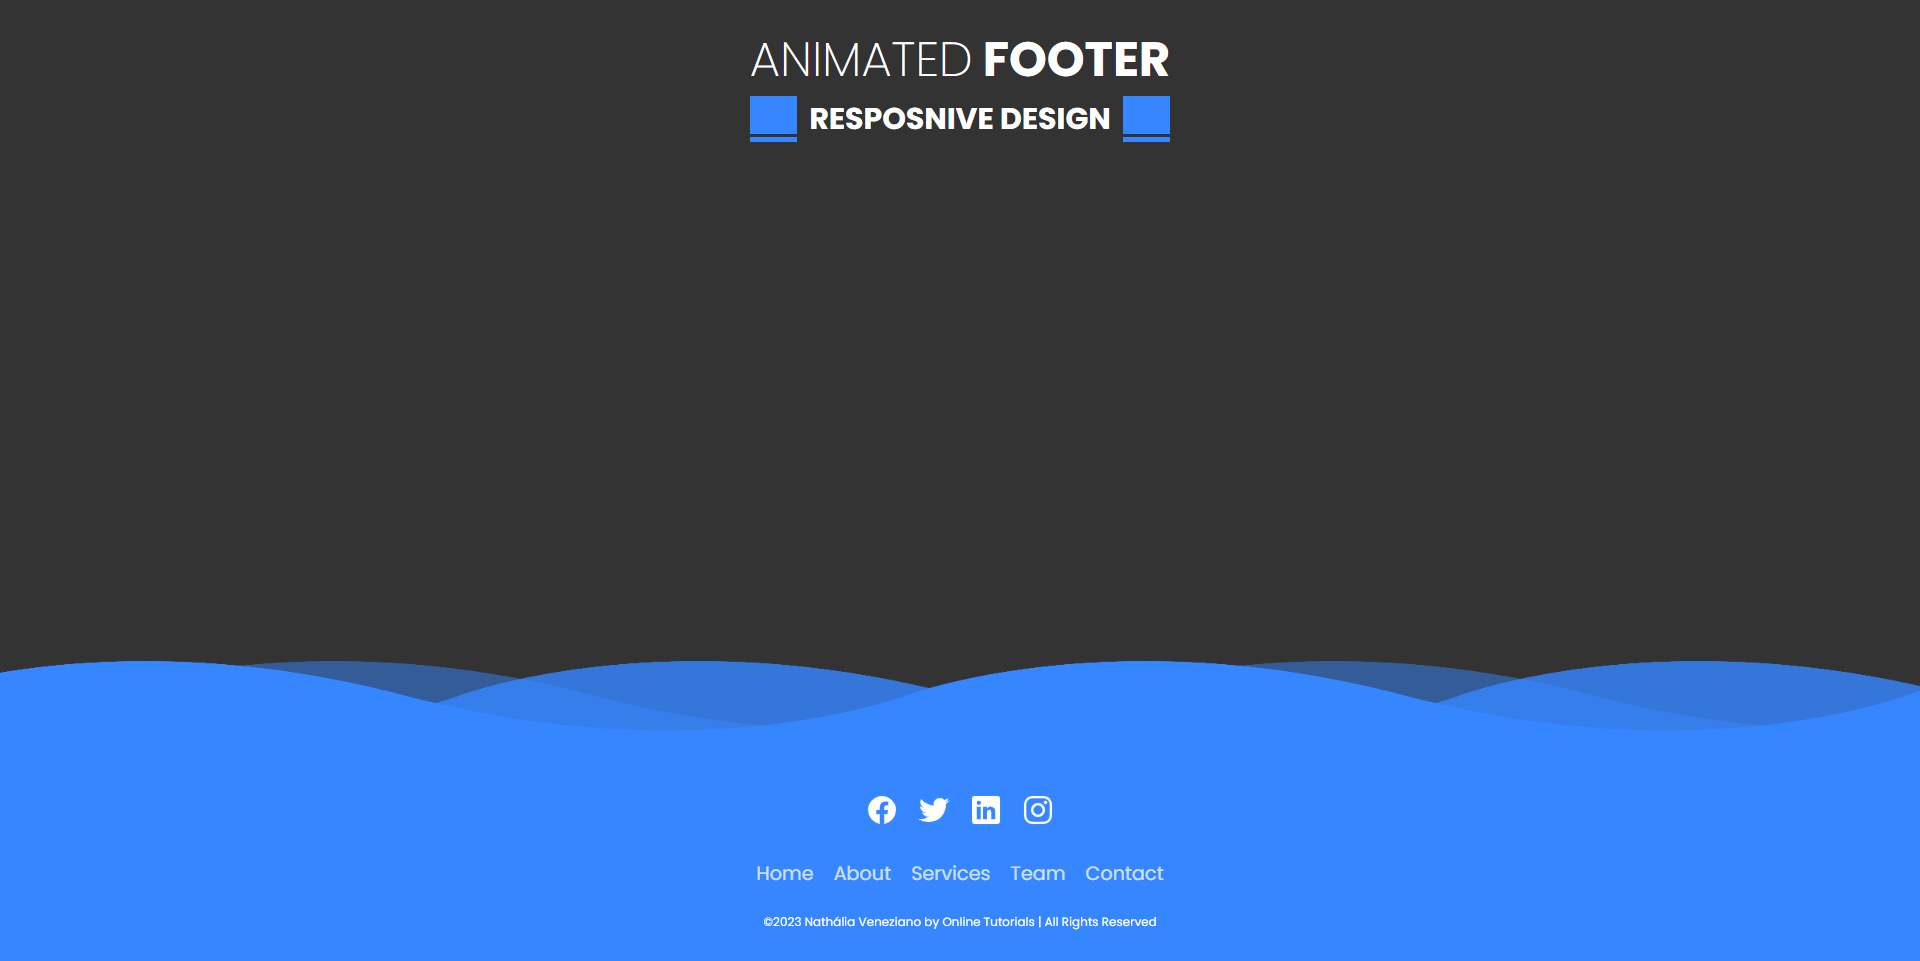 ANIMATED FOOTER
RESPOSNIVE DESIGN
Home About Services Team Contact
©2023 Nathália Veneziano by Online Tutorials | All Rights Reserved